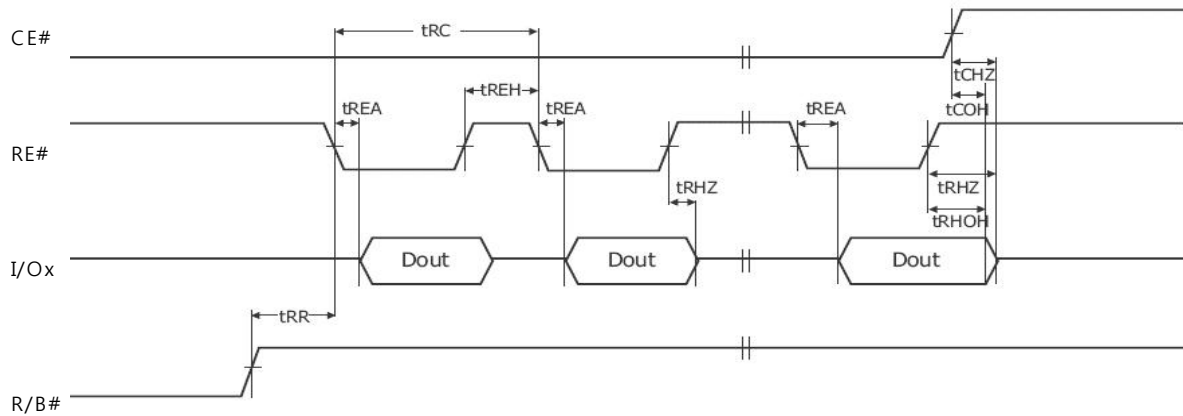 CE#
tRC
tCHZ
tREH
tCOH
tREA
tREA
tREA
RE#
tRHZ
tRHZ
tRHOH
I/Ox
Dout
Dout
Dout
tRR
R/B#